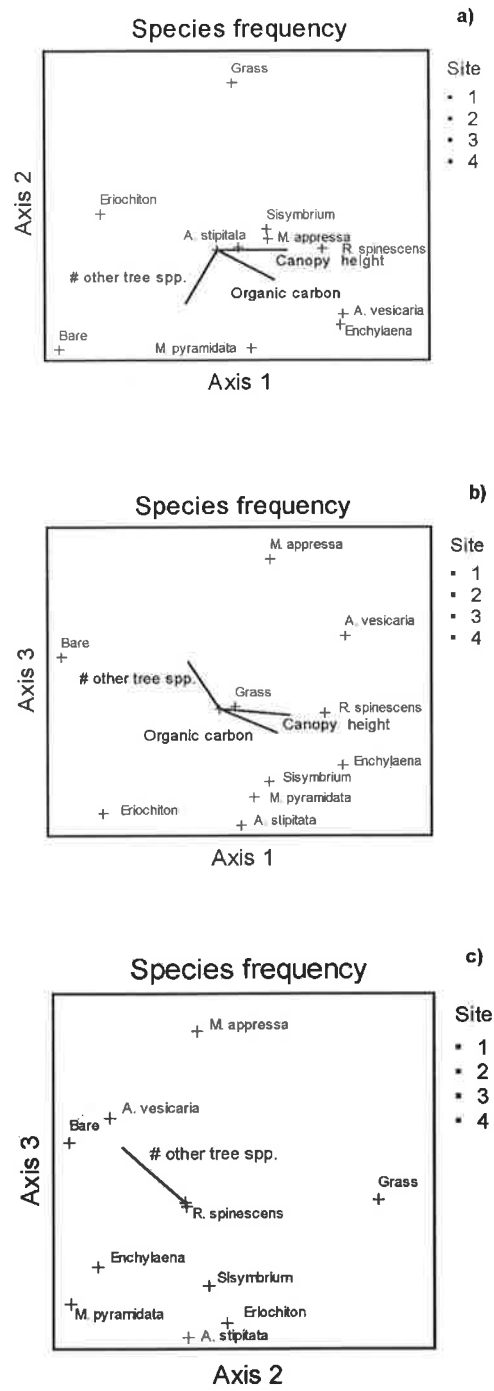 a)
Species frequency
Site
1
2
3
4
Grass
Eriochiton
Sisymbrium
A. stipitata
M. appressa
R. spinescens
Canopy height
# other tree spp.
Organic carbon
A. vesicaria
Enchylaena
Bare
M. pyramidata
Axis 2
Axis 1
b)
Species frequency
Site
1
2
3
4
M. appressa
A. vesicaria
Bare
# other tree spp.
Grass
R. spinescens
Canopy height
Organic carbon
Enchylaena
Sisymbrium
M. pyramidata
Eriochiton
A. stipitata
Axis 3
Axis 1
c)
Species frequency
Site
1
2
3
4
M. appressa
A. vesicaria
Bare
# other tree spp.
Grass
R. spinescens
Enchylaena
Sisymbrium
M. pyramidata
Eriochiton
A. stipitata
Axis 3
Axis 2